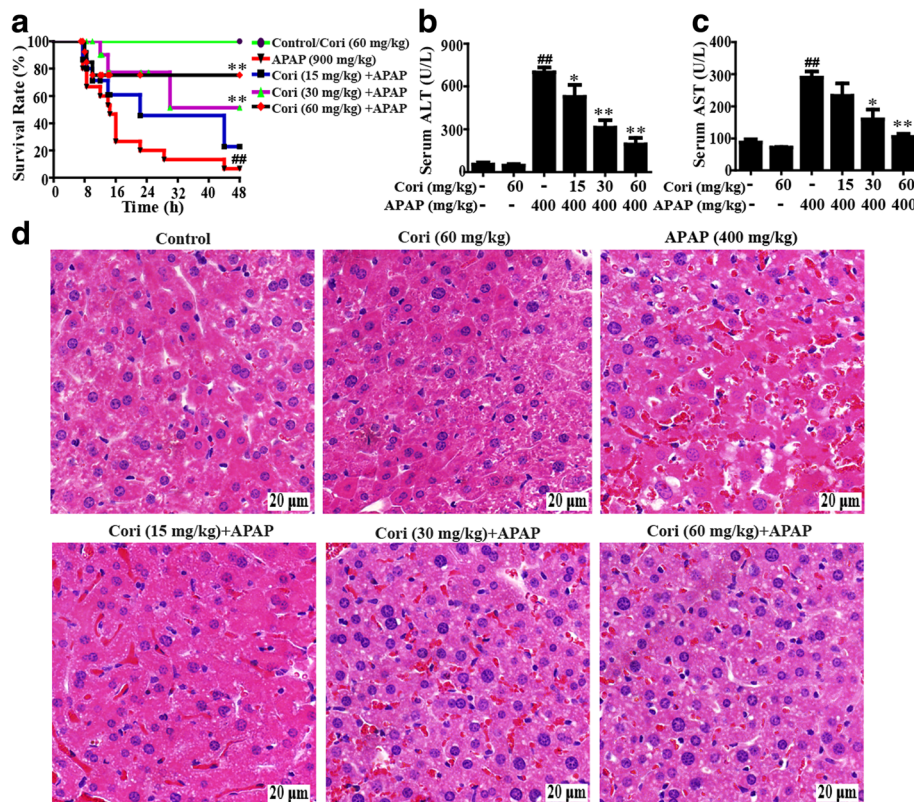 a
Survival Rate (%)
100
80
60
40
20
0
0 8 16 24 32 40 48
Time (h)
**
**
##
Control/Cori (60 mg/kg)
APAP (900 mg/kg)
Cori (15 mg/kg) +APAP
Cori (30 mg/kg) +APAP
Cori (60 mg/kg) +APAP
b
Serum ALT (U/L)
900
600
300
0
##
*
**
**
Cori (mg/kg) - 60 - 15 30 60
APAP (mg/kg) - - 400 400 400 400
c
Serum AST (U/L)
400
300
200
100
0
##
*
**
Cori (mg/kg) - 60 - 15 30 60
APAP (mg/kg) - - 400 400 400 400
d
Control
Cori (60 mg/kg)
APAP (400 mg/kg)
20 μm
20 μm
20 μm
Cori (15 mg/kg)+APAP
Cori (30 mg/kg)+APAP
Cori (60 mg/kg)+APAP
20 μm
20 μm
20 μm